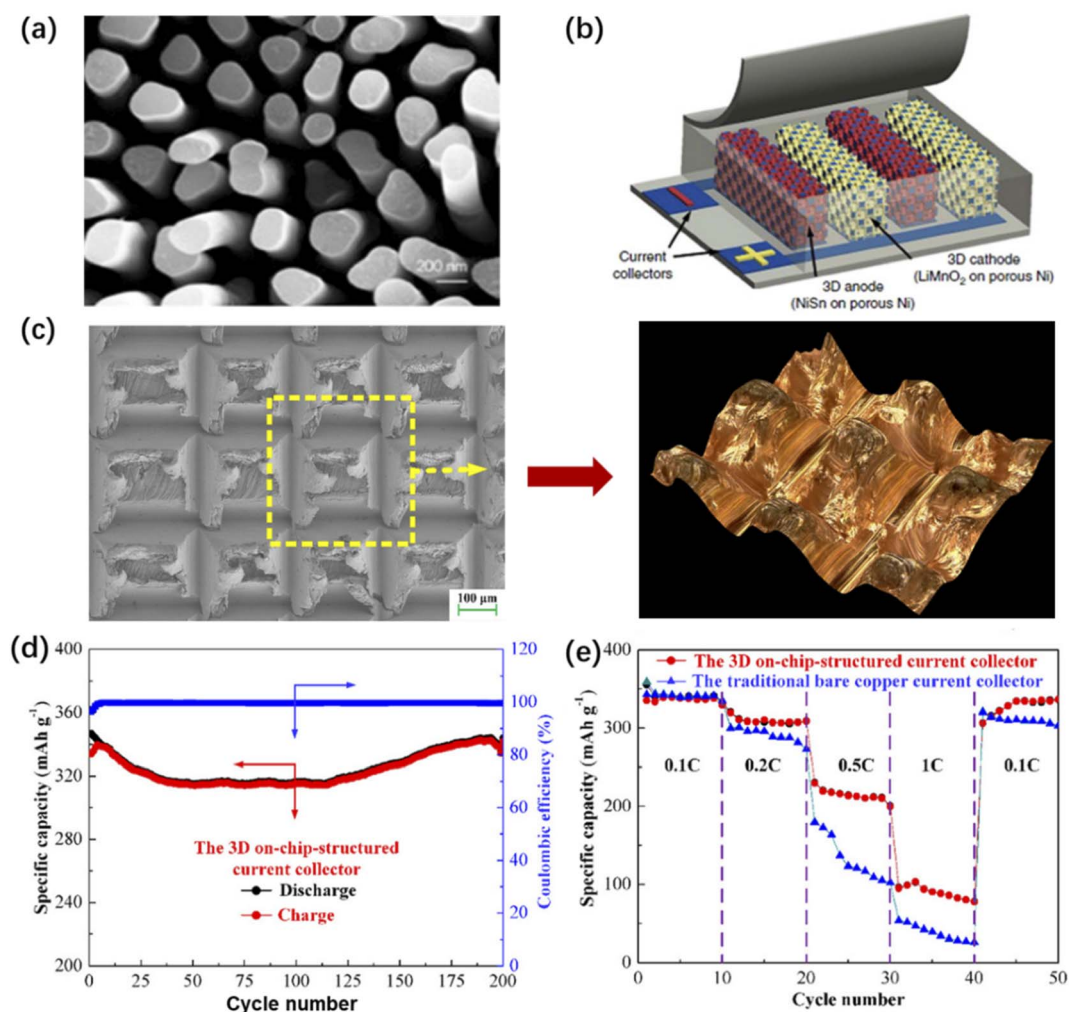 (a)
200 nm
(b)
Current
collectors
3D anode
(NiSn on porous Ni)
3D cathode
(LiMnO2 on porous Ni)
(c)
100 μm
(d)
400
360
320
280
240
200
Specific capacity (mAh g-1)
120
100
80
60
40
20
0
Coulombic efficiency (%)
The 3D on-chip-structured
current collector
Discharge
Charge
0 25 50 75 100 125 150 175 200
Cycle number
(e)
400
300
200
100
0
Specific capacity (mAh g-1)
The 3D on-chip-structured current collector
The traditional bare copper current collector
0.1C 0.2C 0.5C 1C 0.1C
0 10 20 30 40 50
Cycle number